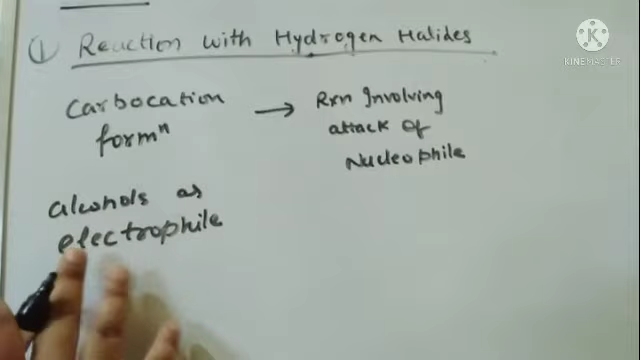 ① Reaction with Hydrogen Halides
Carbocation → Rxn Involving
formⁿ attack of
Nucleophile
alcohols as
electrophile
KINEMASTER